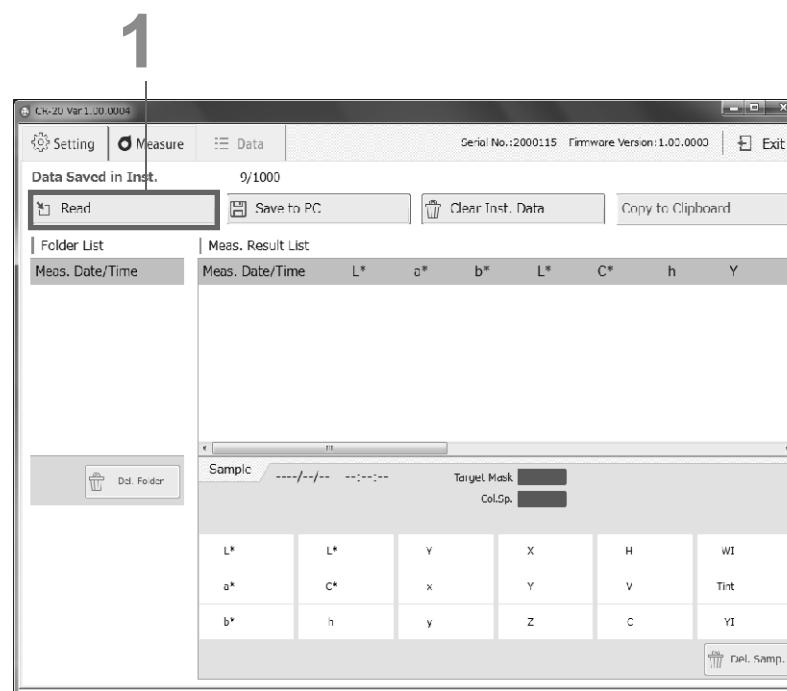 1
CR-20 Ver1.00.0004
Setting Measure Data Serial No.:2000115 Firmware Version:1.00.0000 Exit
Data Saved in Inst. 9/1000
Read Save to PC Clear Inst. Data Copy to Clipboard
Folder List Meas. Result List
Meas. Date/Time Meas. Date/Time L* a* b* L* C* h Y
Sample ----/--/-- --:--:-- Target Mask
Col.Sp.
Del. Folder
L* L* Y X H WI
a* C* x Y V Tint
b* h y Z C YI
Del. Samp.